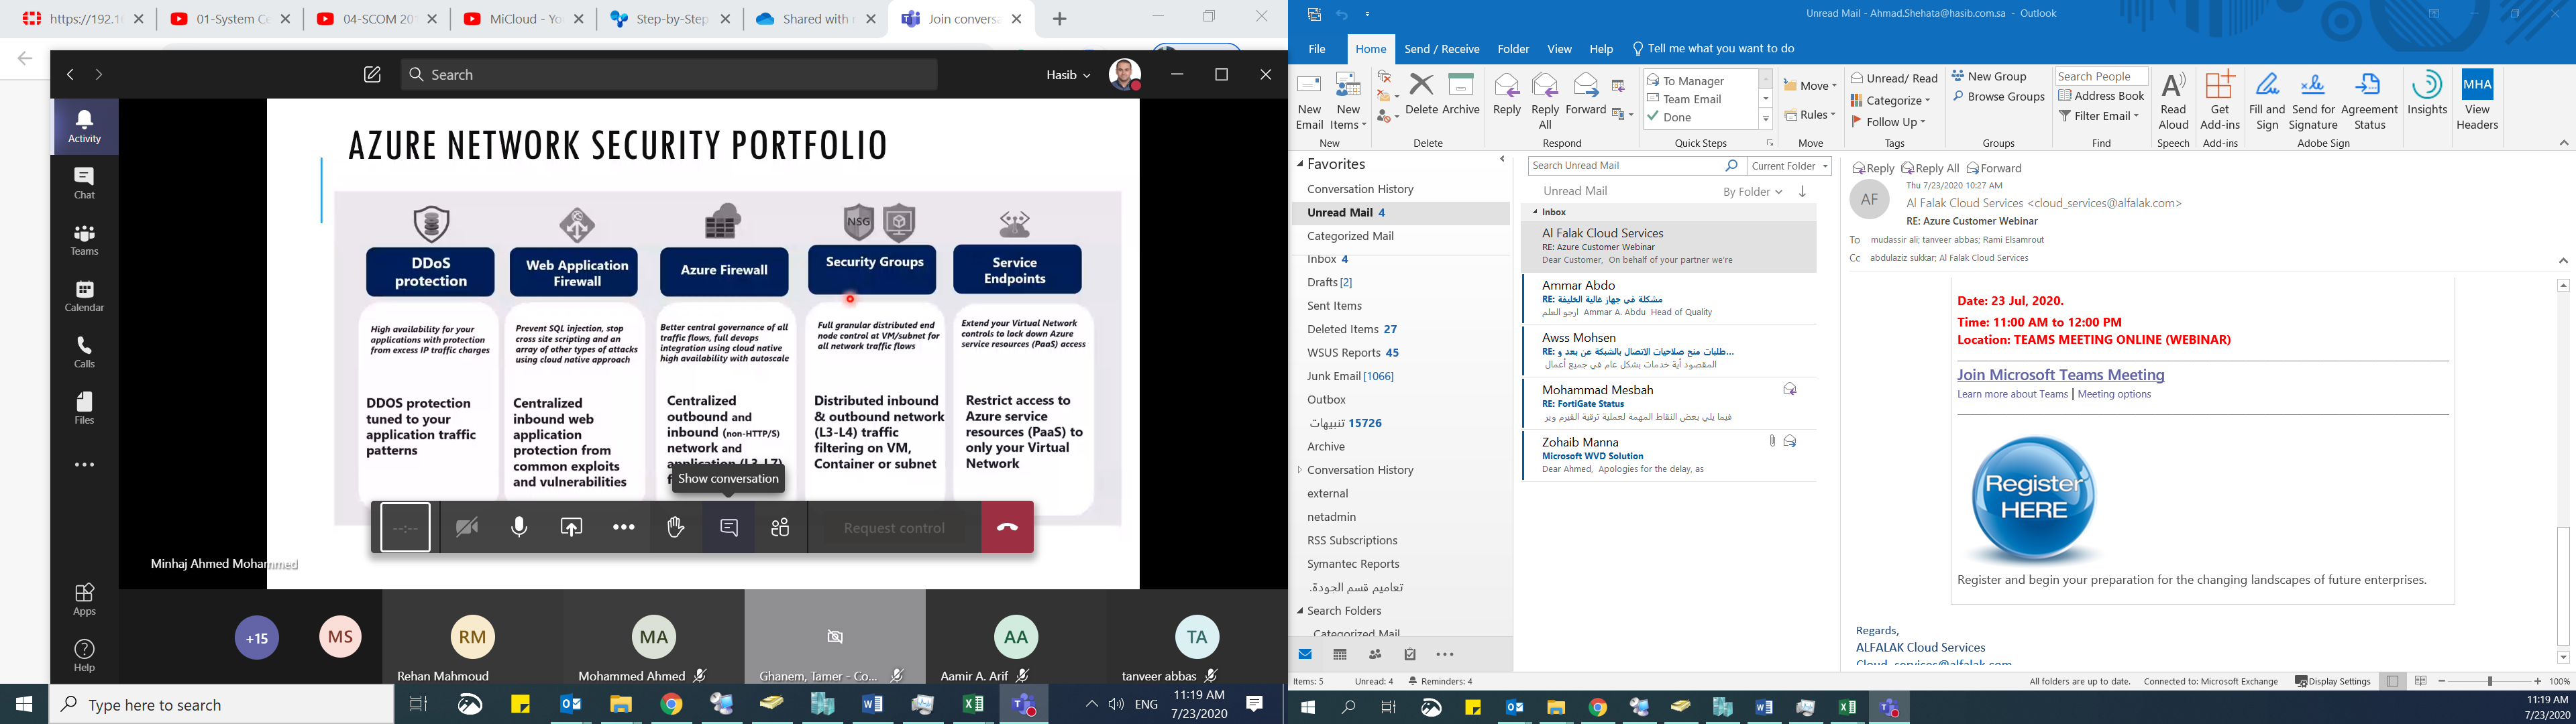 https://192.1
01-System Ce
04-SCOM 20
MiCloud - Yo
Step-by-Step
Shared with
Join conversa
Search
Hasib
Activity
Chat
Teams
Calendar
Calls
Files
Apps
Help
AZURE NETWORK SECURITY PORTFOLIO
NSG
DDoS protection
High availability for your
applications with protection
from excess IP traffic charges
DDOS protection
tuned to your
application traffic
patterns
Web Application
Firewall
Prevent SQL injection, stop
cross site scripting and an
array of other types of attacks
using cloud native approach
Centralized
inbound web
application
protection from
common exploits
and vulnerabilities
Azure Firewall
Better central governance of all
traffic flows, full devops
integration using cloud native
high availability with autoscale
Centralized
outbound and
inbound (non-HTTP/S)
network and
application (L3-L7)
Security Groups
Full granular distributed end
node control at VM/subnet for
all network traffic flows
Distributed inbound
& outbound network
(L3-L4) traffic
filtering on VM,
Container or subnet
Service
Endpoints
Extend your Virtual Network
controls to lock down Azure
service resources (PaaS) access
Restrict access to
Azure service
resources (PaaS) to
only your Virtual
Network
Show conversation
--:--
Request control
Minhaj Ahmed Mohammed
+15
MS
RM
Rehan Mahmoud
MA
Mohammed Ahmed
Ghanem, Tamer - Co...
AA
Aamir A. Arif
TA
tanveer abbas
Type here to search
ENG
11:19 AM
7/23/2020
Unread Mail - Ahmad.Shehata@hasib.com.sa - Outlook
File Home Send / Receive Folder View Help Tell me what you want to do
New Email
New Items
New
Delete
Archive
Delete
Reply
Reply All
Forward
Respond
To Manager
Team Email
Done
Quick Steps
Move
Rules
Move
Unread/ Read
Categorize
Follow Up
Tags
New Group
Browse Groups
Groups
Search People
Address Book
Filter Email
Find
Read Aloud
Speech
Get Add-ins
Add-ins
Fill and Sign
Send for Signature
Agreement Status
Adobe Sign
Insights
MHA
View Headers
Favorites
Conversation History
Unread Mail 4
Categorized Mail
Inbox 4
Drafts [2]
Sent Items
Deleted Items 27
WSUS Reports 45
Junk Email [1066]
Outbox
تنبيهات 15726
Archive
Conversation History
external
netadmin
RSS Subscriptions
Symantec Reports
تعاميم قسم الجودة.
Search Folders
Categorized Mail
Search Unread Mail
Current Folder
Unread Mail
By Folder
Inbox
Al Falak Cloud Services
RE: Azure Customer Webinar
Dear Customer, On behalf of your partner we're
Ammar Abdo
RE: مشكلة في جهاز غالية الخليفة
ارجو العلم Ammar A. Abdu Head of Quality
Awss Mohsen
RE: طلبات منح صلاحيات الاتصال بالشبكة عن بعد و...
المقصود أية خدمات بشكل عام في جميع أعمال
Mohammad Mesbah
RE: FortiGate Status
فيما يلي بعض النقاط المهمة لعملية ترقية الفيرم وير
Zohaib Manna
Microsoft WVD Solution
Dear Ahmed, Apologies for the delay, as
Reply Reply All Forward
Thu 7/23/2020 10:27 AM
AF
Al Falak Cloud Services <cloud_services@alfalak.com>
RE: Azure Customer Webinar
To mudassir ali; tanveer abbas; Rami Elsamrout
Cc abdulaziz sukkar; Al Falak Cloud Services
Date: 23 Jul, 2020.
Time: 11:00 AM to 12:00 PM
Location: TEAMS MEETING ONLINE (WEBINAR)
Join Microsoft Teams Meeting
Learn more about Teams | Meeting options
Register
HERE
Register and begin your preparation for the changing landscapes of future enterprises.
Regards,
ALFALAK Cloud Services
Cloud_services@alfalak.com
Items: 5
Unread: 4
Reminders: 4
All folders are up to date.
Connected to: Microsoft Exchange
Display Settings
100%
11:19 AM
7/23/2020